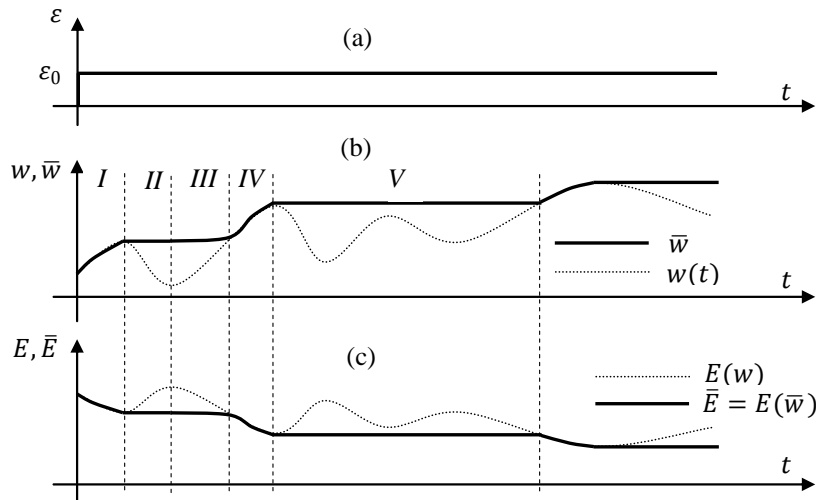 ε
(a)
ε₀
t
(b)
w, w̅
I II III IV V
w̅
w(t)
t
(c)
E, E̅
E(w)
E̅ = E(w̅)
t